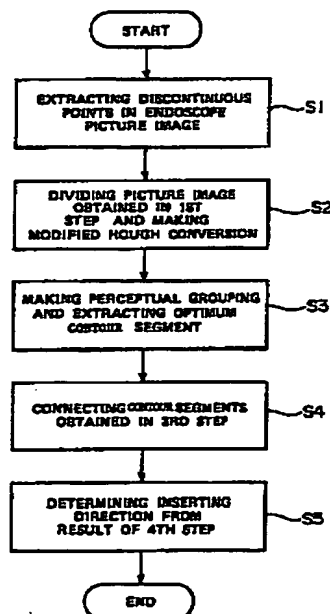 START
EXTRACTING DISCONTINUOUS
POINTS IN ENDOSCOPE
PICTURE IMAGE
S1
DIVIDING PICTURE IMAGE
OBTAINED IN 1ST
STEP AND MAKING
MODIFIED HOUGH CONVERSION
S2
MAKING PERCEPTUAL GROUPING
AND EXTRACTING OPTIMUM
CONTOUR SEGMENT
S3
CONNECTING CONTOUR SEGMENTS
OBTAINED IN 3RD STEP
S4
DETERMINING INSERTING
DIRECTION FROM
RESULT OF 4TH STEP
S5
END